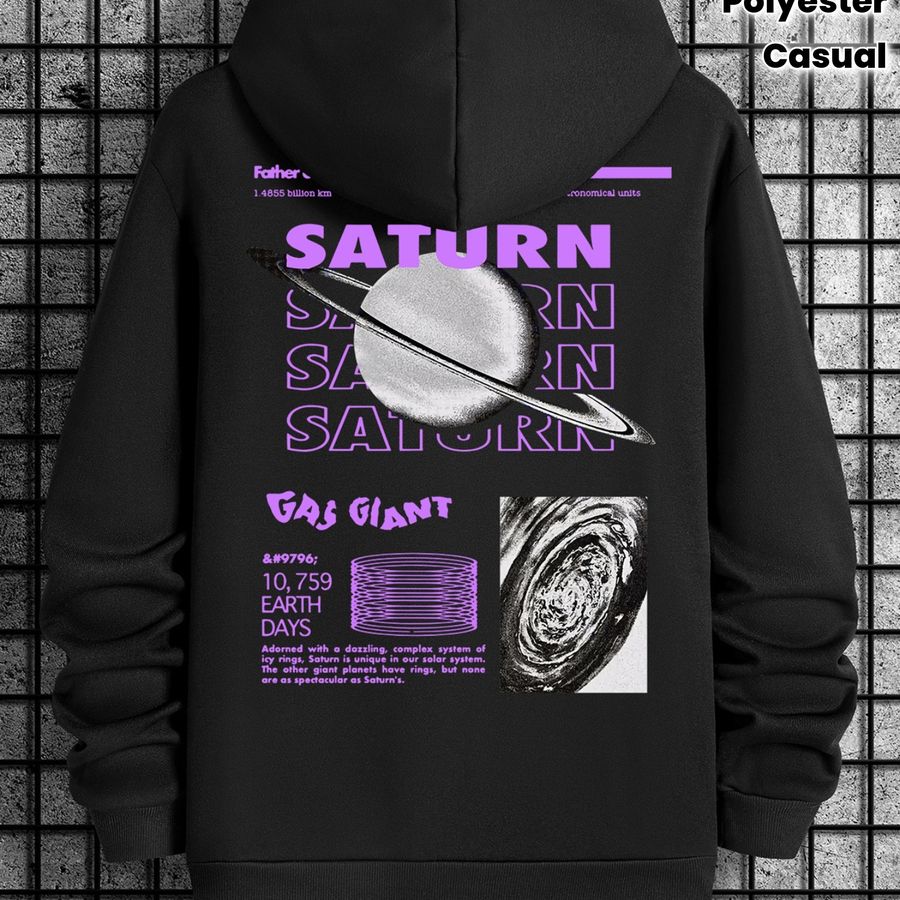 Polyester
Casual
Father
1.4855 billion km
units
SATURN
SATURN
SATURN
SATURN
GAS GIANT
&#9796;
10,759
EARTH
DAYS
Adorned with a dazzling, complex system of
icy rings, Saturn is unique in our solar system.
The other giant planets have rings, but none
are as spectacular as Saturn's.